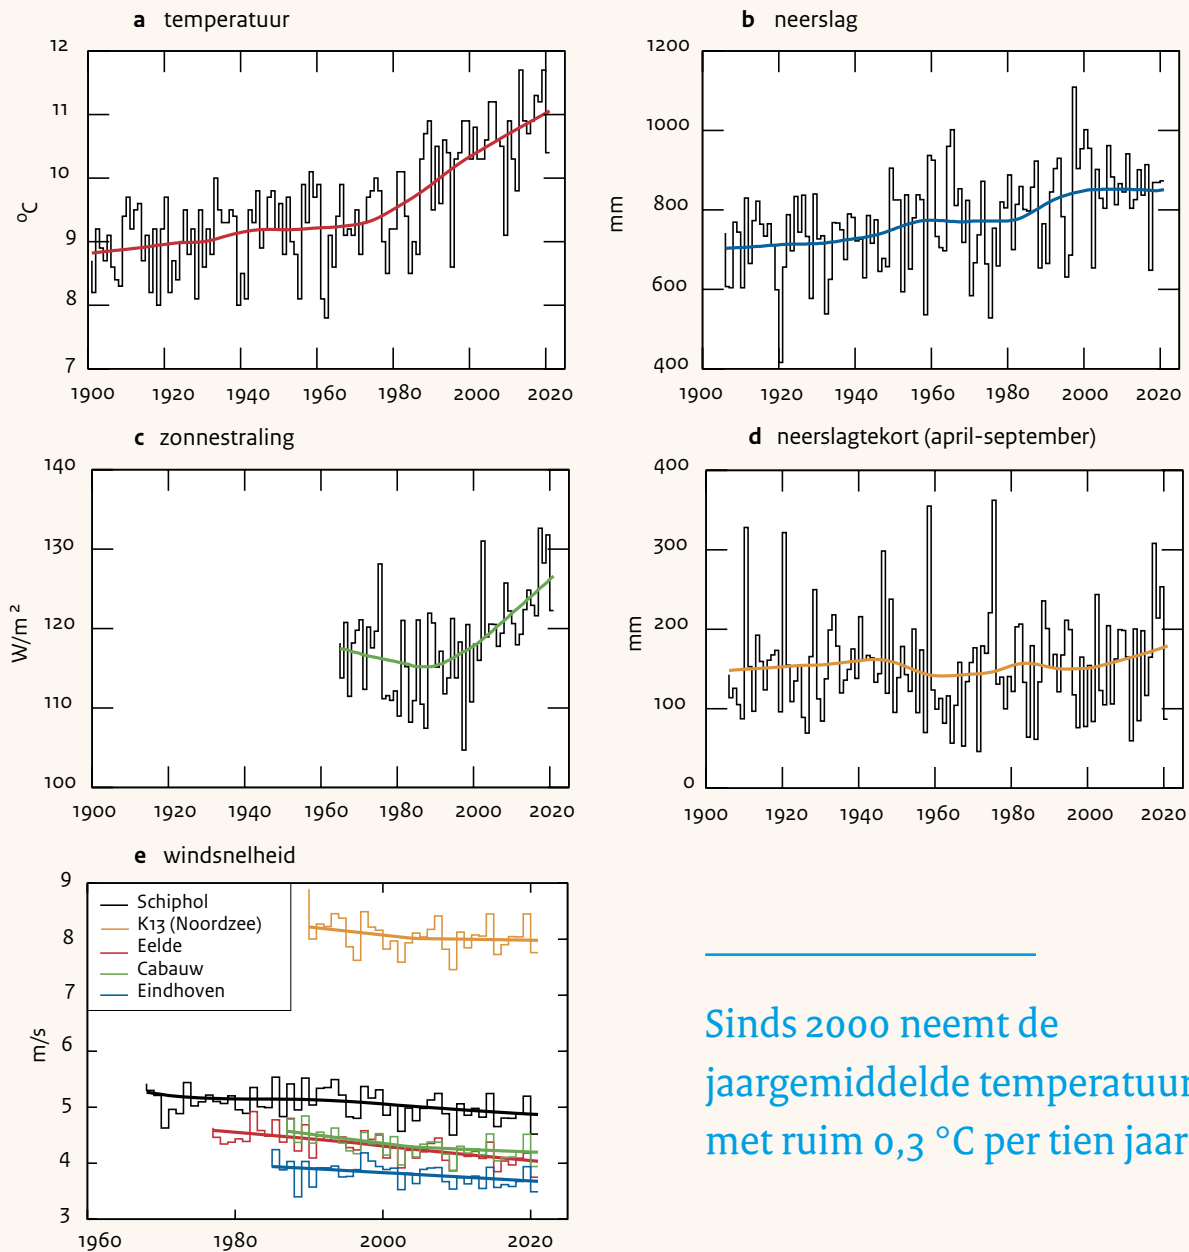 a temperatuur
12
11
10
9
8
7
°C
1900 1920 1940 1960 1980 2000 2020
b neerslag
1200
1000
800
600
400
mm
1900 1920 1940 1960 1980 2000 2020
c zonnestraling
140
130
120
110
100
W/m²
1900 1920 1940 1960 1980 2000 2020
d neerslagtekort (april-september)
400
300
200
100
0
mm
1900 1920 1940 1960 1980 2000 2020
e windsnelheid
9
8
7
6
5
4
3
m/s
Schiphol
K13 (Noordzee)
Eelde
Cabauw
Eindhoven
1960 1980 2000 2020
Sinds 2000 neemt de
jaargemiddelde temperatuur
met ruim 0,3 °C per tien jaar